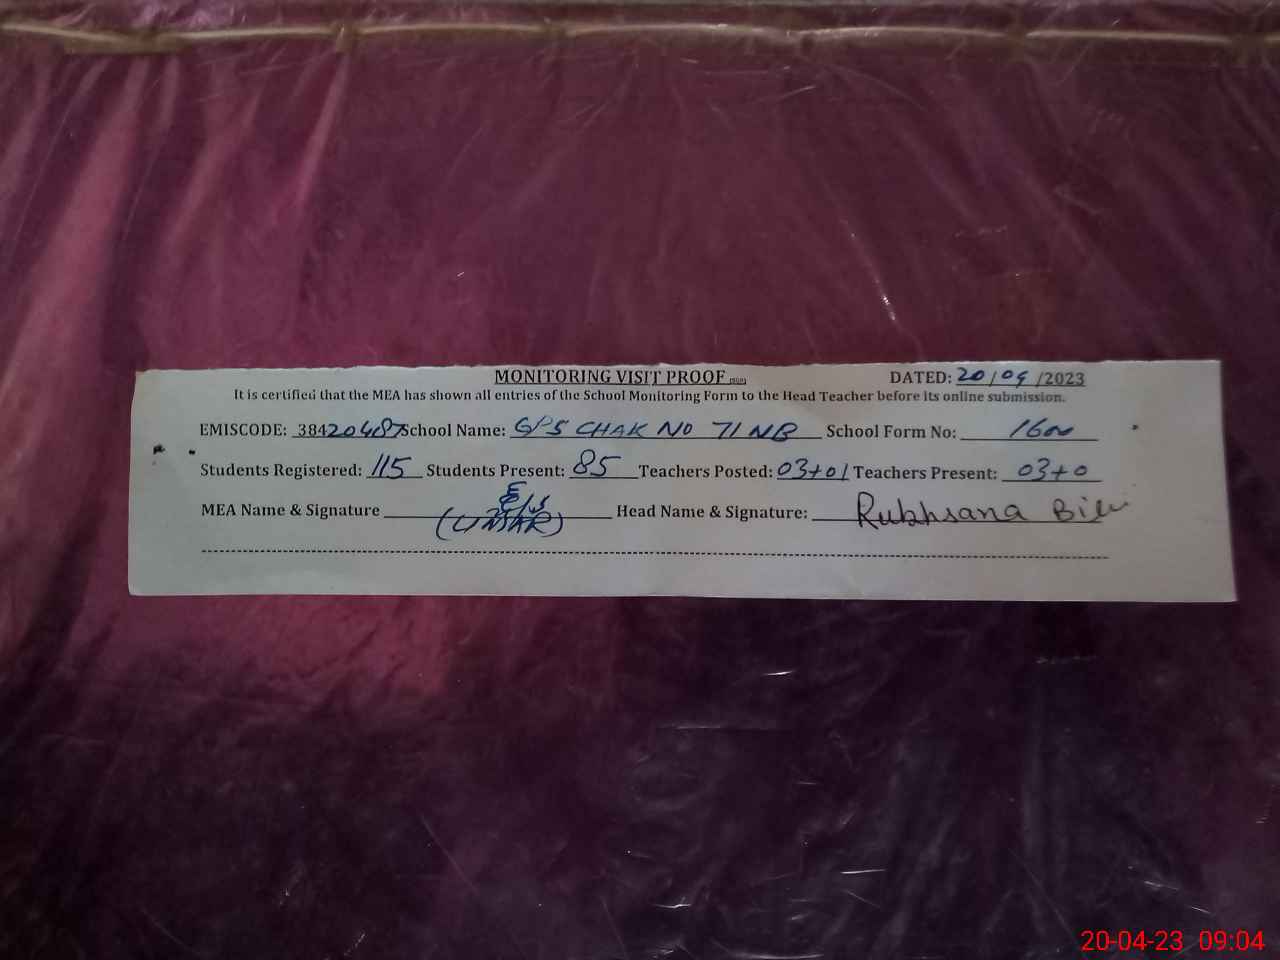 MONITORING VISIT PROOF
DATED: 20/04/2023
It is certified that the MEA has shown all entries of the School Monitoring Form to the Head Teacher before its online submission.
EMISCODE: 38420487 School Name: GPS CHAK NO 71 NB School Form No:
Students Registered: 115 Students Present: 85 Teachers Posted: 03+01 Teachers Present: 03+0
MEA Name & Signature (UMAR) Head Name & Signature: Rukhsana Bibi
20-04-23 09:04